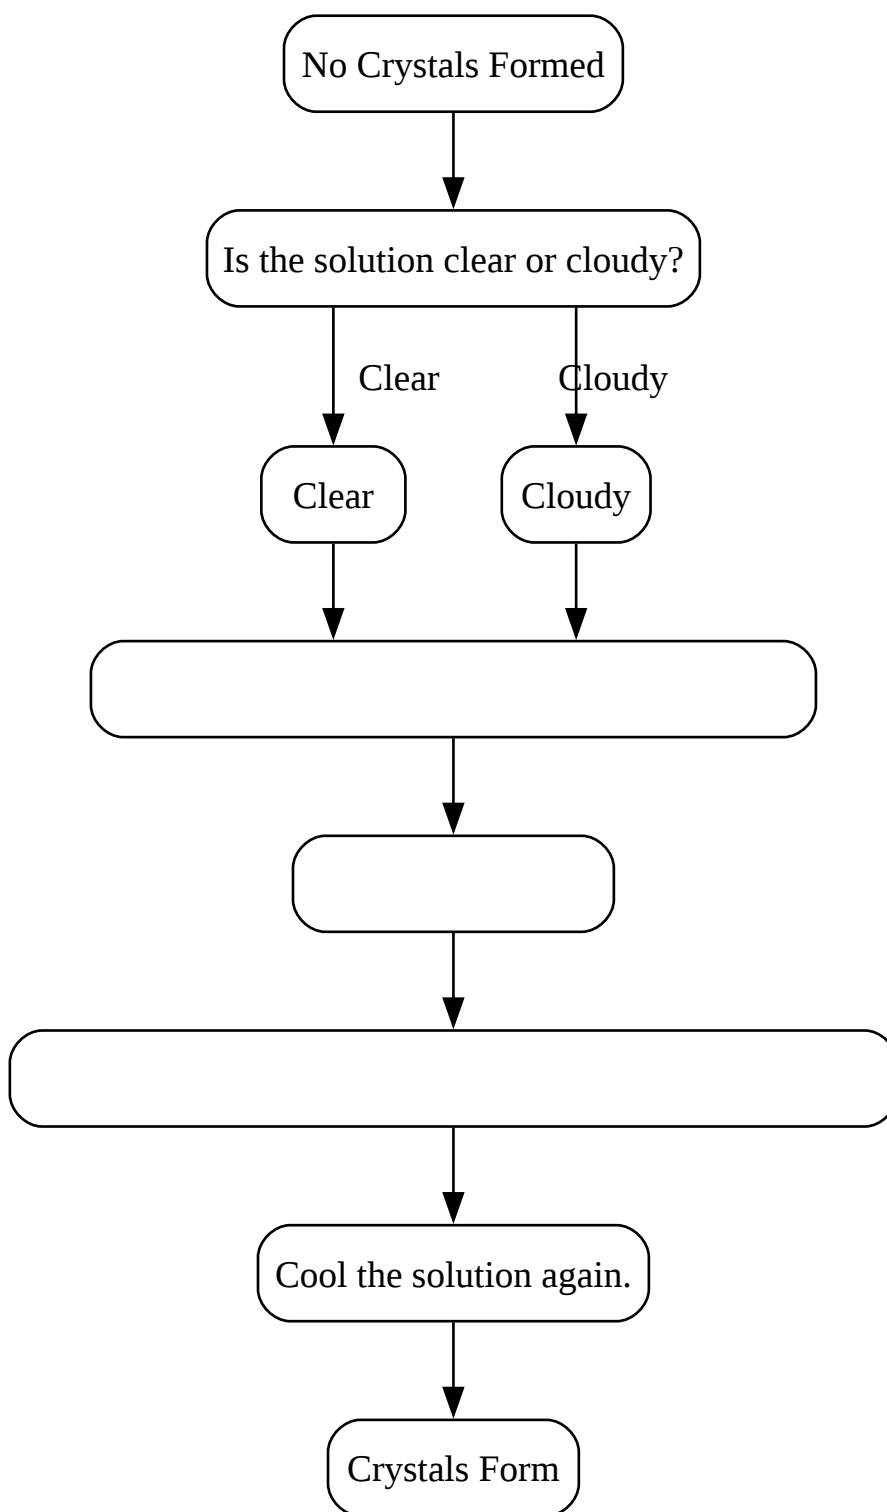 No Crystals Formed
Is the solution clear or cloudy?
Clear
Cloudy
Clear
Cloudy
Cool the solution again.
Crystals Form